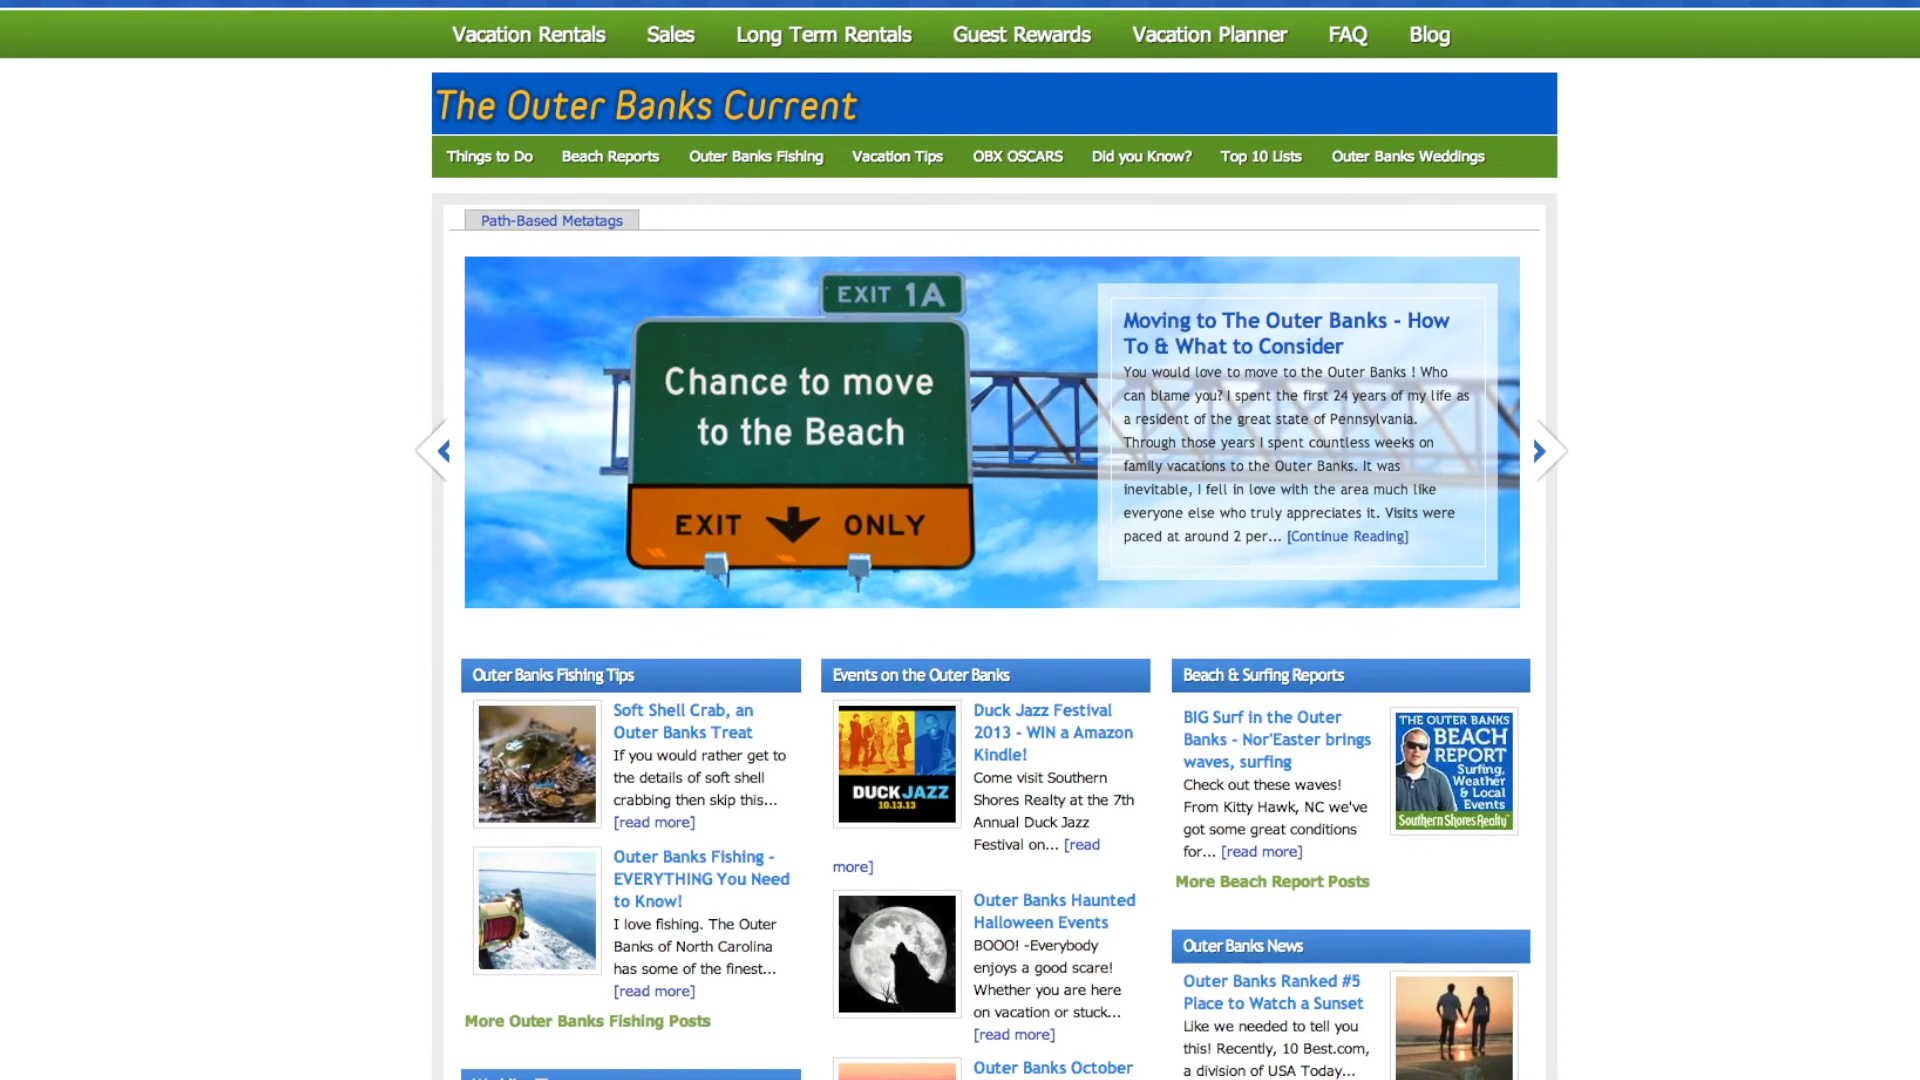 Vacation Rentals Sales Long Term Rentals Guest Rewards Vacation Planner FAQ Blog
The Outer Banks Current
Things to Do Beach Reports Outer Banks Fishing Vacation Tips OBX OSCARS Did you Know? Top 10 Lists Outer Banks Weddings
Path-Based Metatags
EXIT 1A
Chance to move
to the Beach
EXIT ONLY
Moving to The Outer Banks - How
To & What to Consider
You would love to move to the Outer Banks ! Who
can blame you? I spent the first 24 years of my life as
a resident of the great state of Pennsylvania.
Through those years I spent countless weeks on
family vacations to the Outer Banks. It was
inevitable, I fell in love with the area much like
everyone else who truly appreciates it. Visits were
paced at around 2 per... [Continue Reading]
Outer Banks Fishing Tips
Soft Shell Crab, an
Outer Banks Treat
If you would rather get to
the details of soft shell
crabbing then skip this...
[read more]
Outer Banks Fishing -
EVERYTHING You Need
to Know!
I love fishing. The Outer
Banks of North Carolina
has some of the finest...
[read more]
More Outer Banks Fishing Posts
Events on the Outer Banks
DUCK JAZZ
10.13.13
Duck Jazz Festival
2013 - WIN a Amazon
Kindle!
Come visit Southern
Shores Realty at the 7th
Annual Duck Jazz
Festival on... [read
more]
Outer Banks Haunted
Halloween Events
BOOO! -Everybody
enjoys a good scare!
Whether you are here
on vacation or stuck...
[read more]
Outer Banks October
Beach & Surfing Reports
BIG Surf in the Outer
Banks - Nor'Easter brings
waves, surfing
Check out these waves!
From Kitty Hawk, NC we've
got some great conditions
for... [read more]
THE OUTER BANKS
BEACH
REPORT
Surfing,
Weather
& Local
Events
Southern Shores Realty
More Beach Report Posts
Outer Banks News
Outer Banks Ranked #5
Place to Watch a Sunset
Like we needed to tell you
this! Recently, 10 Best.com,
a division of USA Today...